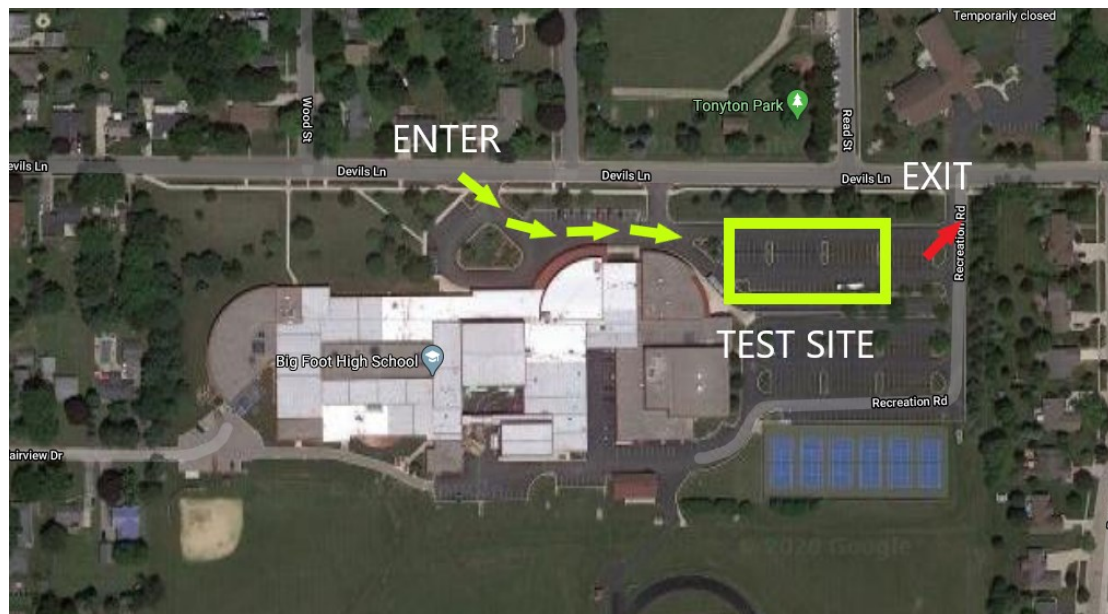 Temporarily closed
Tonyton Park
Wood St
Read St
ENTER
evils Ln
Devils Ln
Devils Ln
Devils Ln
EXIT
Recreation Rd
TEST SITE
Big Foot High School
Recreation Rd
airview Dr
© 2020 Google